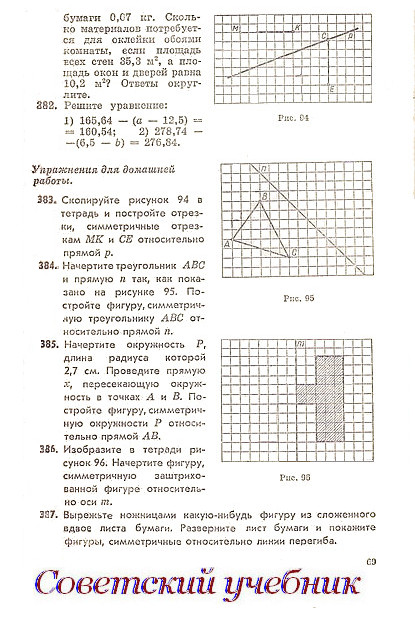 бумаги 0,07 кг. Сколь-
ко материалов потребует-
ся для оклейки обоями
комнаты, если площадь
всех стен 35,3 м², а пло-
щадь окон и дверей равна
10,2 м²? Ответы округ-
лите.
382. Решите уравнение:
1) 165,64 — (a — 12,5) =
= 160,54; 2) 278,74 —
—(6,5 — b) = 276,84.
M K C p
E
Рис. 94
Упражнения для домашней
работы.
383. Скопируйте рисунок 94 в
тетрадь и постройте отрез-
ки, симметричные отрез-
кам MK и CE относительно
прямой p.
384. Начертите треугольник ABC
и прямую n так, как пока-
зано на рисунке 95. По-
стройте фигуру, симметрич-
ную треугольнику ABC от-
носительно прямой n.
n
B
A
C
Рис. 95
385. Начертите окружность P,
длина радиуса которой
2,7 см. Проведите прямую
x, пересекающую окруж-
ность в точках A и B. По-
стройте фигуру, симметрич-
ную окружности P относи-
тельно прямой AB.
386. Изобразите в тетради ри-
сунок 96. Начертите фигуру,
симметричную заштрихо-
ванной фигуре относитель-
но оси m.
m
Рис. 96
387. Вырежьте ножницами какую-нибудь фигуру из сложенного
вдвое листа бумаги. Разверните лист бумаги и покажите
фигуры, симметричные относительно линии перегиба.
69
Советский учебник